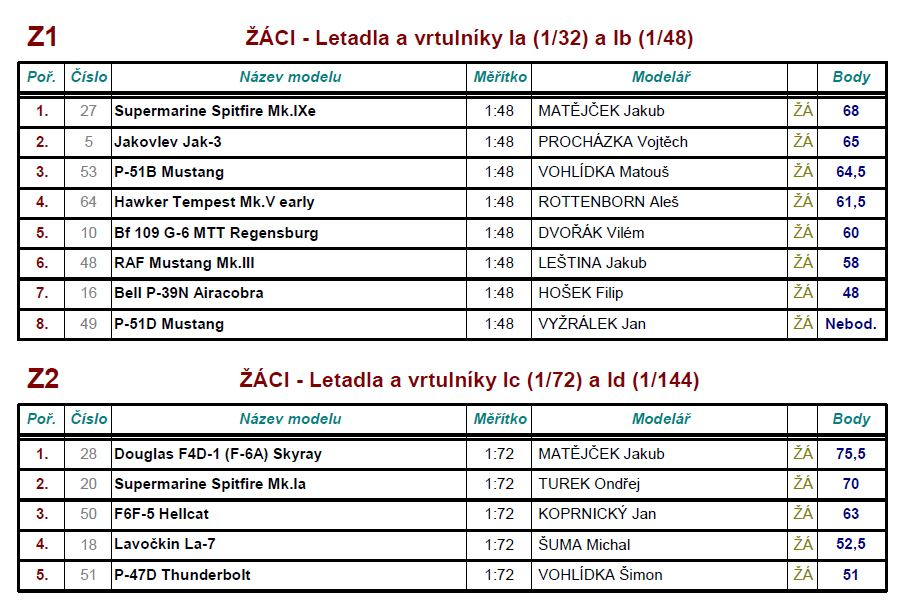 Z1 ŽÁCI - Letadla a vrtulníky Ia (1/32) a Ib (1/48)
Poř. Číslo Název modelu Měřítko Modelář Body
1. 27 Supermarine Spitfire Mk.IXe 1:48 MATĚJČEK Jakub ŽÁ 68
2. 5 Jakovlev Jak-3 1:48 PROCHÁZKA Vojtěch ŽÁ 65
3. 53 P-51B Mustang 1:48 VOHLÍDKA Matouš ŽÁ 64,5
4. 64 Hawker Tempest Mk.V early 1:48 ROTTENBORN Aleš ŽÁ 61,5
5. 10 Bf 109 G-6 MTT Regensburg 1:48 DVOŘÁK Vilém ŽÁ 60
6. 48 RAF Mustang Mk.III 1:48 LEŠTINA Jakub ŽÁ 58
7. 16 Bell P-39N Airacobra 1:48 HOŠEK Filip ŽÁ 48
8. 49 P-51D Mustang 1:48 VYŽRÁLEK Jan ŽÁ Nebod.
Z2 ŽÁCI - Letadla a vrtulníky Ic (1/72) a Id (1/144)
Poř. Číslo Název modelu Měřítko Modelář Body
1. 28 Douglas F4D-1 (F-6A) Skyray 1:72 MATĚJČEK Jakub ŽÁ 75,5
2. 20 Supermarine Spitfire Mk.Ia 1:72 TUREK Ondřej ŽÁ 70
3. 50 F6F-5 Hellcat 1:72 KOPRNICKÝ Jan ŽÁ 63
4. 18 Lavočkin La-7 1:72 ŠUMA Michal ŽÁ 52,5
5. 51 P-47D Thunderbolt 1:72 VOHLÍDKA Šimon ŽÁ 51